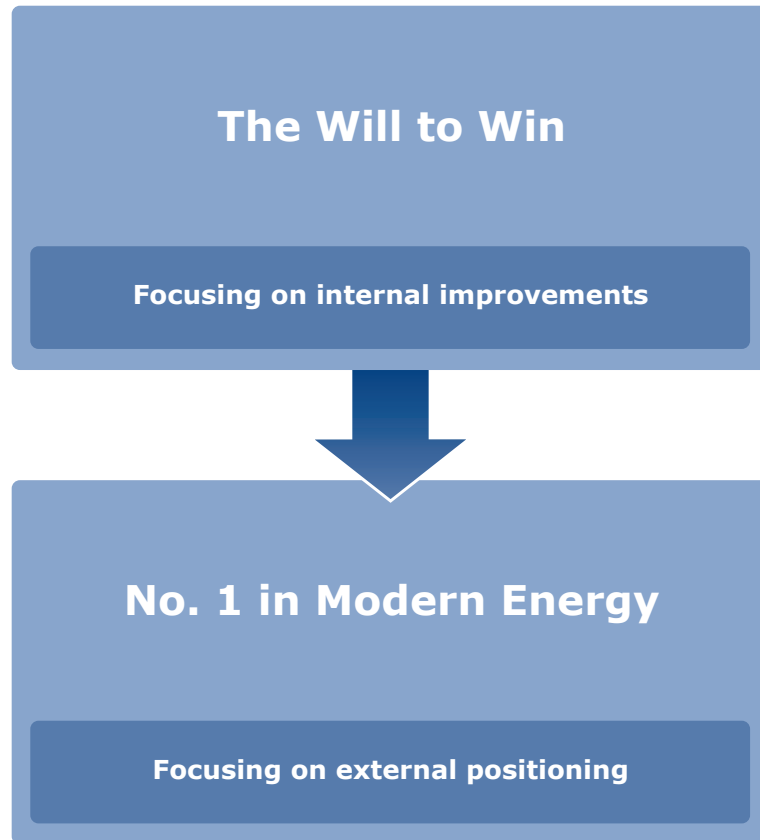 The Will to Win
Focusing on internal improvements
No. 1 in Modern Energy
Focusing on external positioning